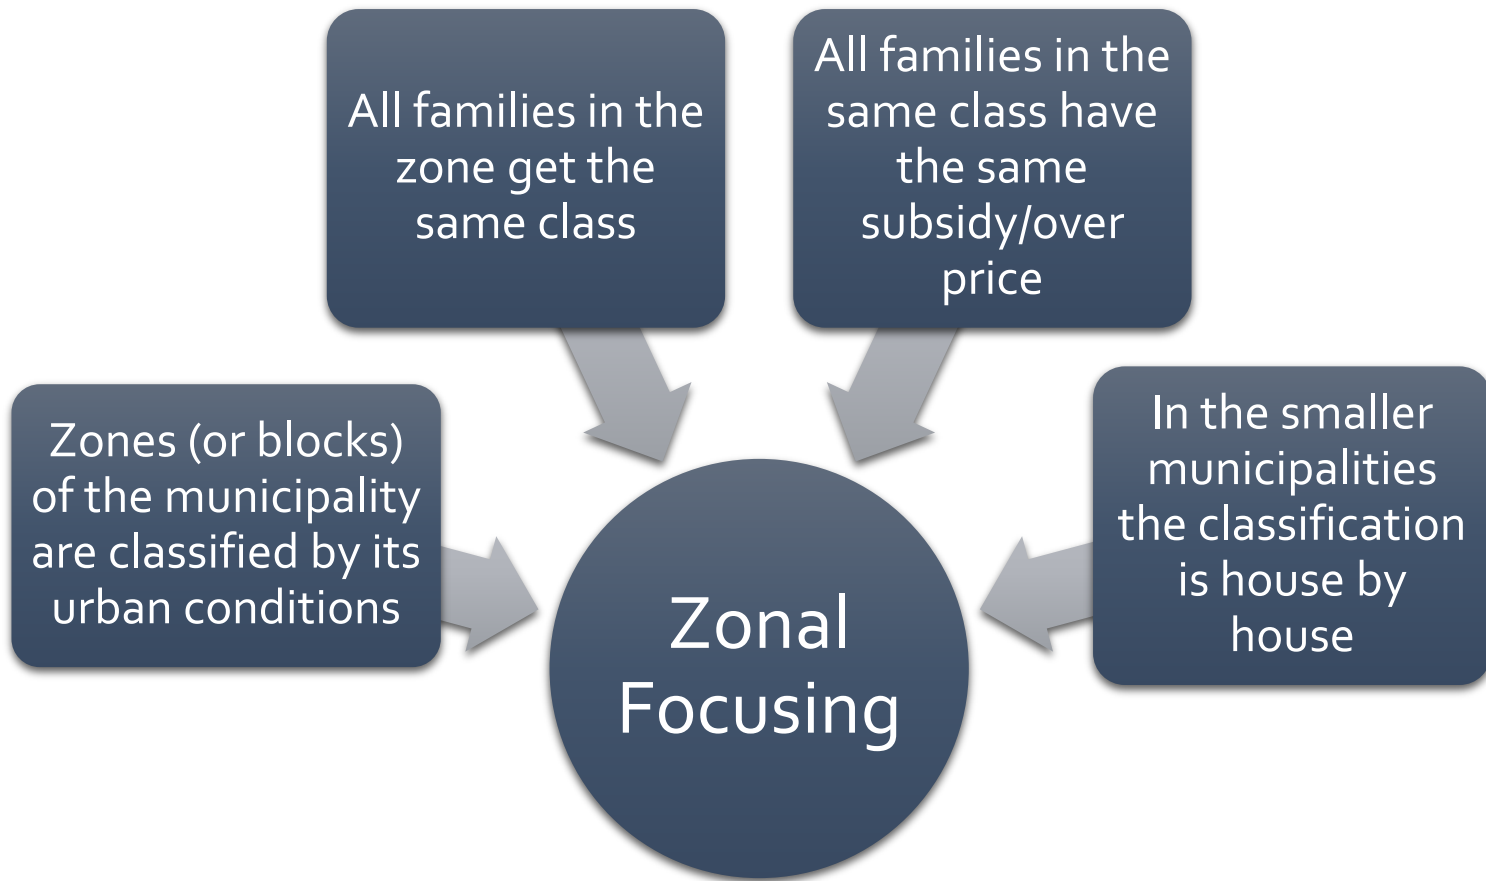 All families in the
zone get the
same class
All families in the
same class have
the same
subsidy/over
price
Zones (or blocks)
of the municipality
are classified by its
urban conditions
In the smaller
municipalities
the classification
is house by
house
Zonal
Focusing